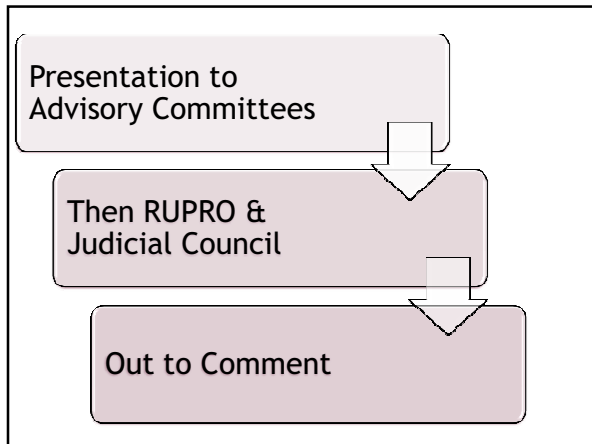 Presentation to
Advisory Committees
Then RUPRO &
Judicial Council
Out to Comment